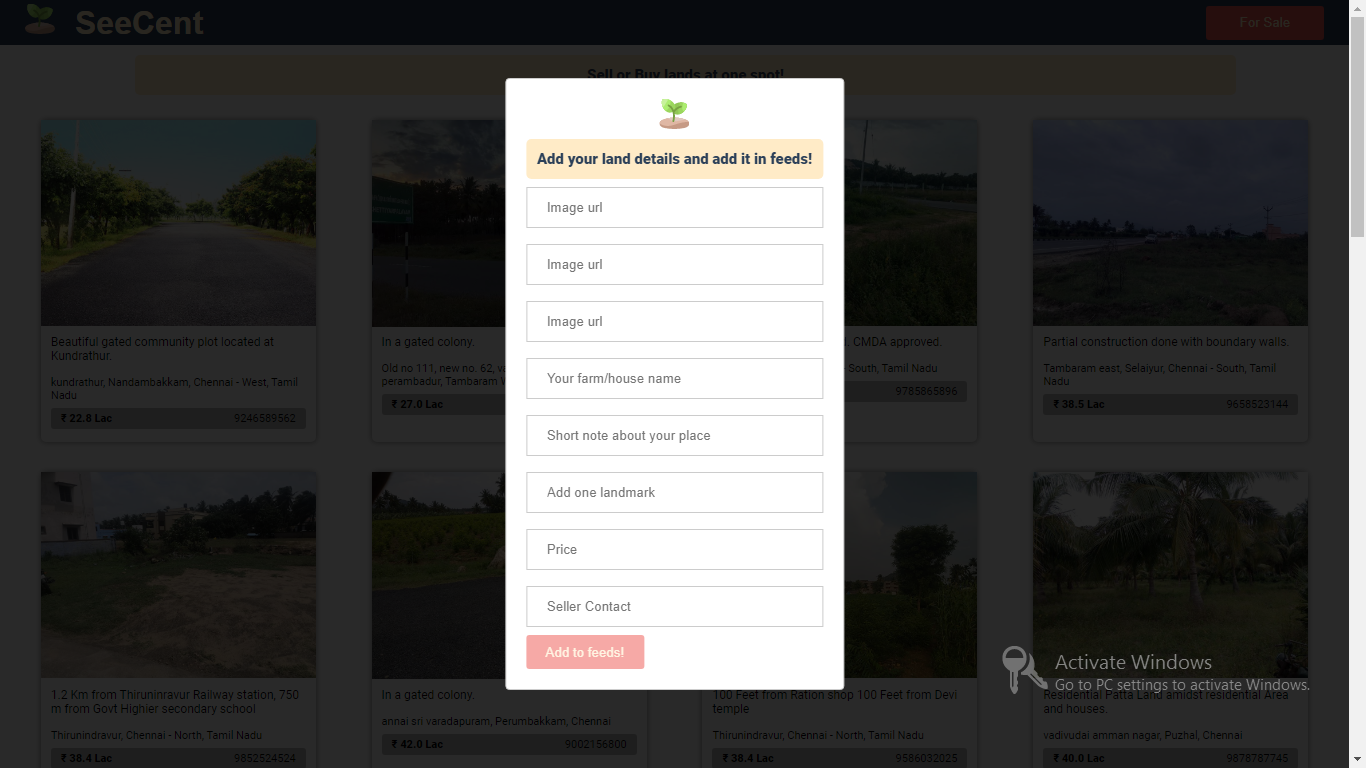 SeeCent
For Sale
Sell or Buy lands at one spot!
Add your land details and add it in feeds!
Image url
Image url
Image url
Your farm/house name
Short note about your place
Add one landmark
Price
Seller Contact
Add to feeds!
Beautiful gated community plot located at
Kundrathur.
kundrathur, Nandambakkam, Chennai - West, Tamil
Nadu
₹ 22.8 Lac 9246589562
In a gated colony.
Old no 111, new no. 62,
perambadur, Tambaram
₹ 27.0 Lac
CMDA approved.
- South, Tamil Nadu
9785865896
Partial construction done with boundary walls.
Tambaram east, Selaiyur, Chennai - South, Tamil
Nadu
₹ 38.5 Lac 9658523144
1.2 Km from Thiruninravur Railway station, 750
m from Govt Highier secondary school
Thirunindravur, Chennai - North, Tamil Nadu
₹ 38.4 Lac 9852524524
In a gated colony.
annai sri varadapuram, Perumbakkam, Chennai
₹ 42.0 Lac 9002156800
100 Feet from Ration shop 100 Feet from Devi
temple
Thirunindravur, Chennai - North, Tamil Nadu
₹ 38.4 Lac 9586032025
Residential Patta Land amidst residential Area
and houses.
vadivudai amman nagar, Puzhal, Chennai
₹ 40.0 Lac 9878787745
Activate Windows
Go to PC settings to activate Windows.